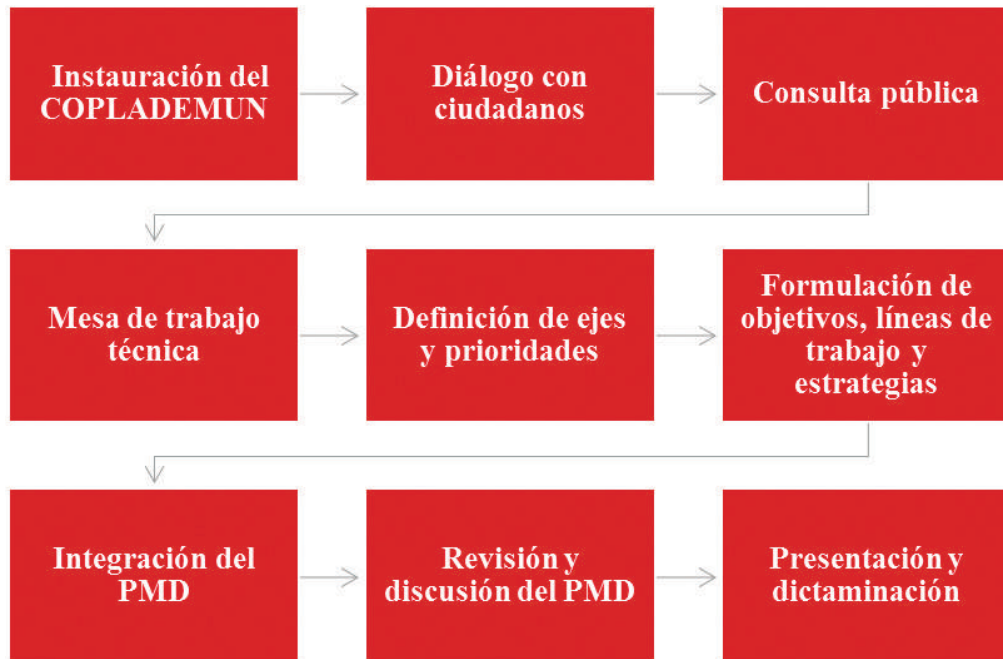 Instauración del
COPLADEMUN
Diálogo con
ciudadanos
Consulta pública
Mesa de trabajo
técnica
Definición de ejes
y prioridades
Formulación de
objetivos, líneas de
trabajo y
estrategias
Integración del
PMD
Revisión y
discusión del PMD
Presentación y
dictaminación